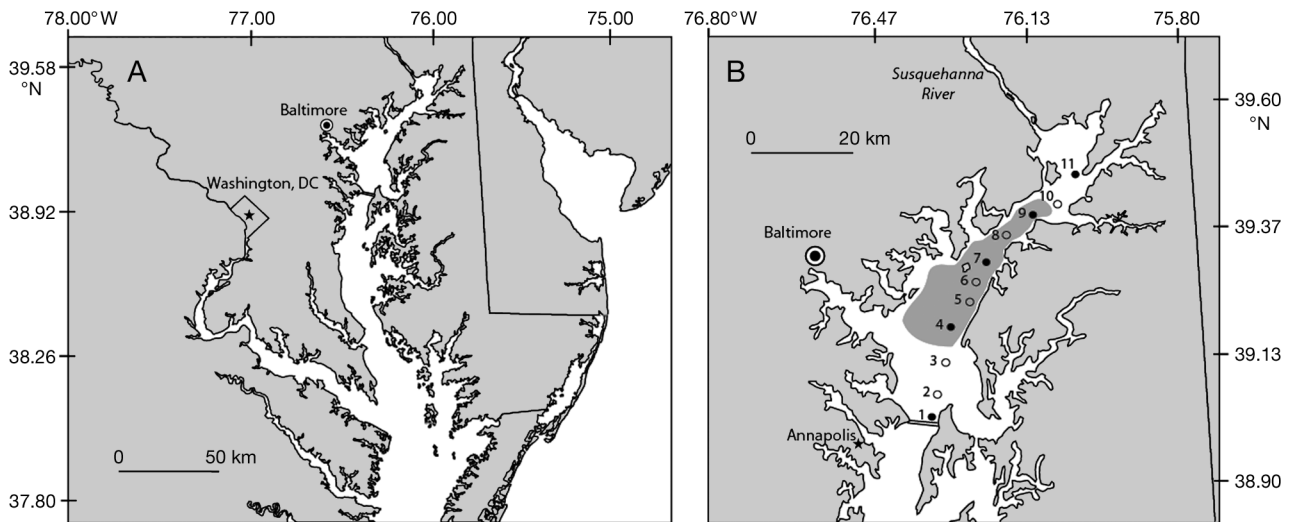 78.00°W 77.00 76.00 75.00
39.58
°N
38.92
38.26
37.80
A
Baltimore
Washington, DC
0 50 km
76.80°W 76.47 76.13 75.80
B
Susquehanna
River
0 20 km
39.60
°N
39.37
39.13
38.90
11
10
9
8
Baltimore
7
6
5
4
3
2
1
Annapolis